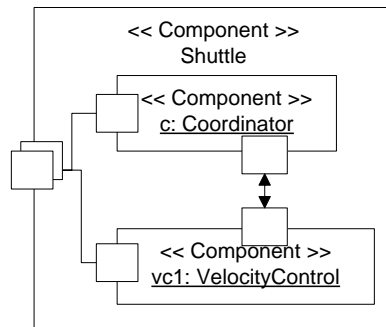 << Component >>
Shuttle
<< Component >>
c: Coordinator
<< Component >>
vc1: VelocityControl